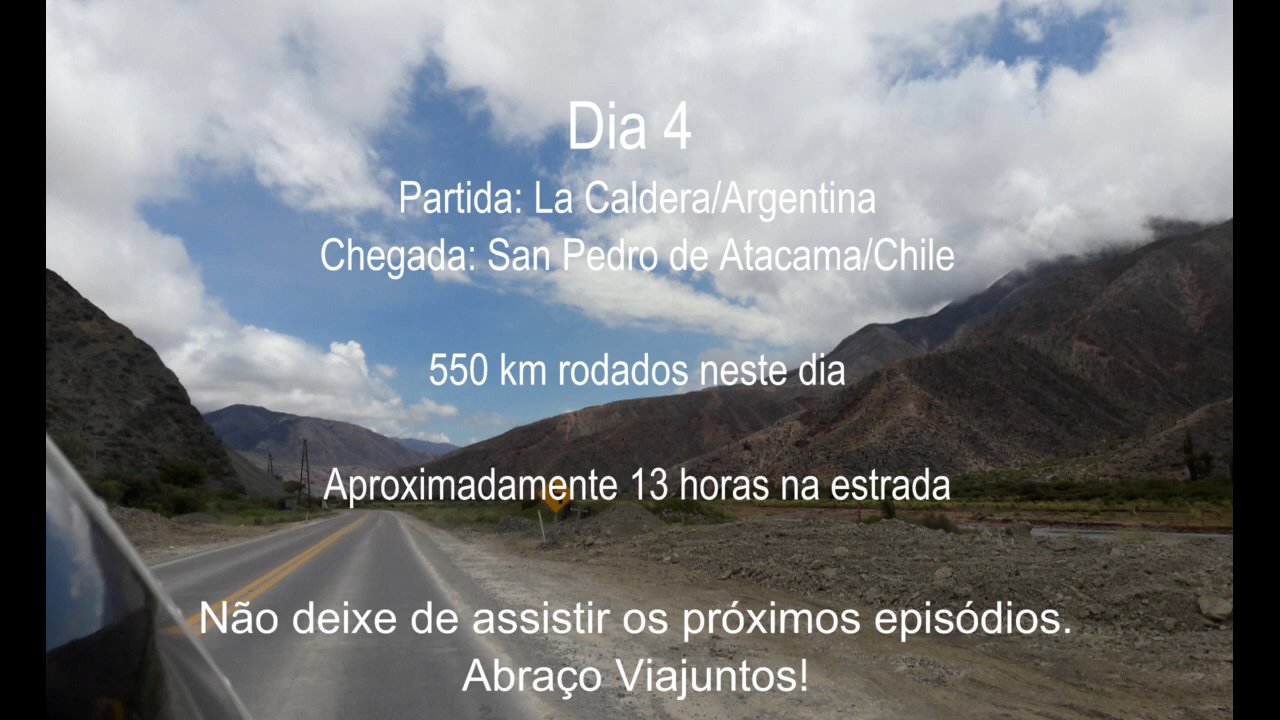 Dia 4
Partida: La Caldera/Argentina
Chegada: San Pedro de Atacama/Chile
550 km rodados neste dia
Aproximadamente 13 horas na estrada
Não deixe de assistir os próximos episódios.
Abraço Viajuntos!